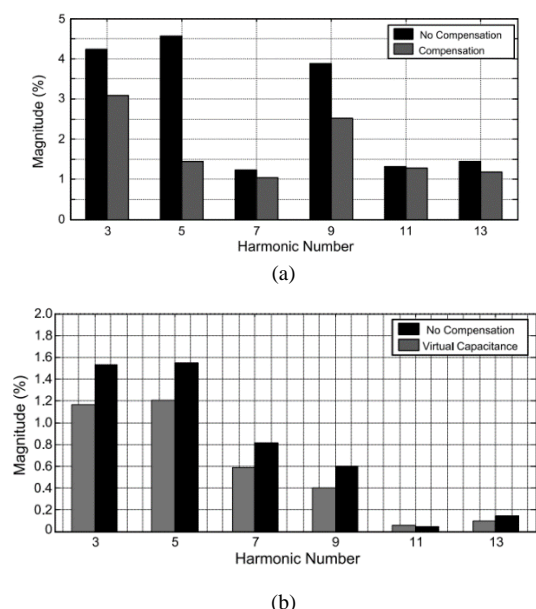 5
4
3
2
1
0
Magnitude (%)
No Compensation
Compensation
3 5 7 9 11 13
Harmonic Number
(a)
2.0
1.8
1.6
1.4
1.2
1.0
0.8
0.6
0.4
0.2
0
Magnitude (%)
No Compensation
Virtual Capacitance
3 5 7 9 11 13
Harmonic Number
(b)